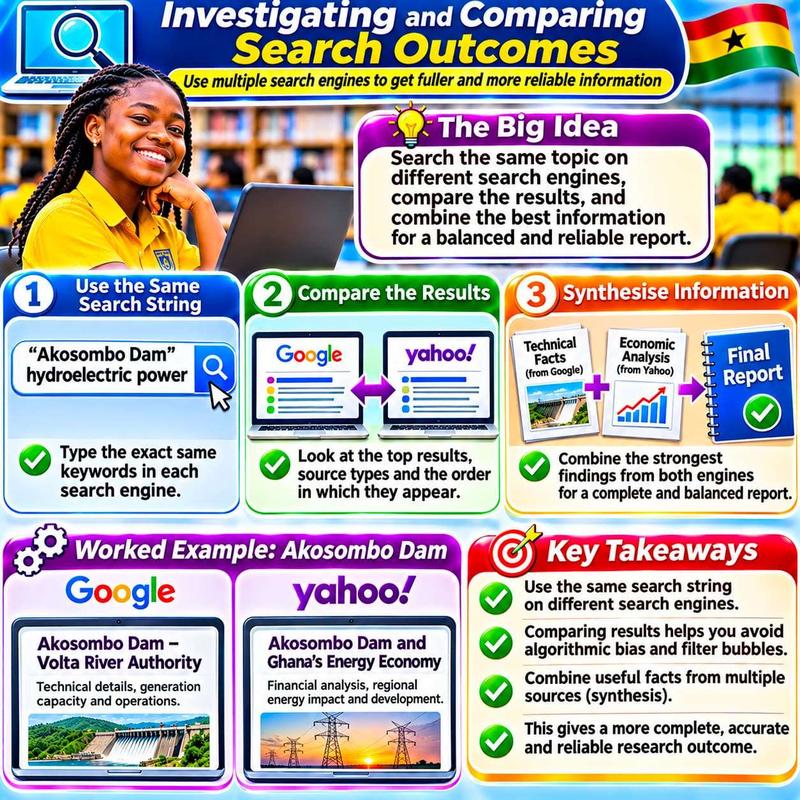 Investigating and Comparing
Search Outcomes
Use multiple search engines to get fuller and more reliable information
The Big Idea
Search the same topic on
different search engines,
compare the results, and
combine the best information
for a balanced and reliable report.
1
Use the Same
Search String
"Akosombo Dam"
hydroelectric power
Type the exact same
keywords in each
search engine.
2
Compare the Results
Google
yahoo!
Look at the top results,
source types and the order
in which they appear.
3
Synthesise Information
Technical
Facts
(from Google)
Economic
Analysis
(from Yahoo)
Final
Report
Combine the strongest
findings from both engines
for a complete and balanced report.
Worked Example: Akosombo Dam
Google
Akosombo Dam –
Volta River Authority
Technical details, generation
capacity and operations.
yahoo!
Akosombo Dam and
Ghana's Energy Economy
Financial analysis, regional
energy impact and development.
Key Takeaways
Use the same search string
on different search engines.
Comparing results helps you avoid
algorithmic bias and filter bubbles.
Combine useful facts from multiple
sources (synthesis).
This gives a more complete, accurate
and reliable research outcome.